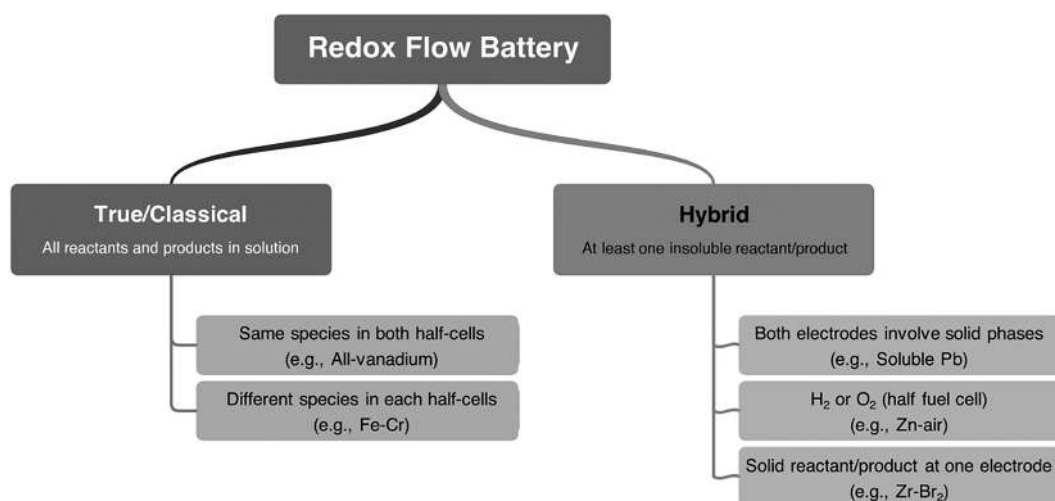 Redox Flow Battery
True/Classical
All reactants and products in solution
Same species in both half-cells
(e.g., All-vanadium)
Different species in each half-cells
(e.g., Fe-Cr)
Hybrid
At least one insoluble reactant/product
Both electrodes involve solid phases
(e.g., Soluble Pb)
H₂ or O₂ (half fuel cell)
(e.g., Zn-air)
Solid reactant/product at one electrode
(e.g., Zr-Br₂)